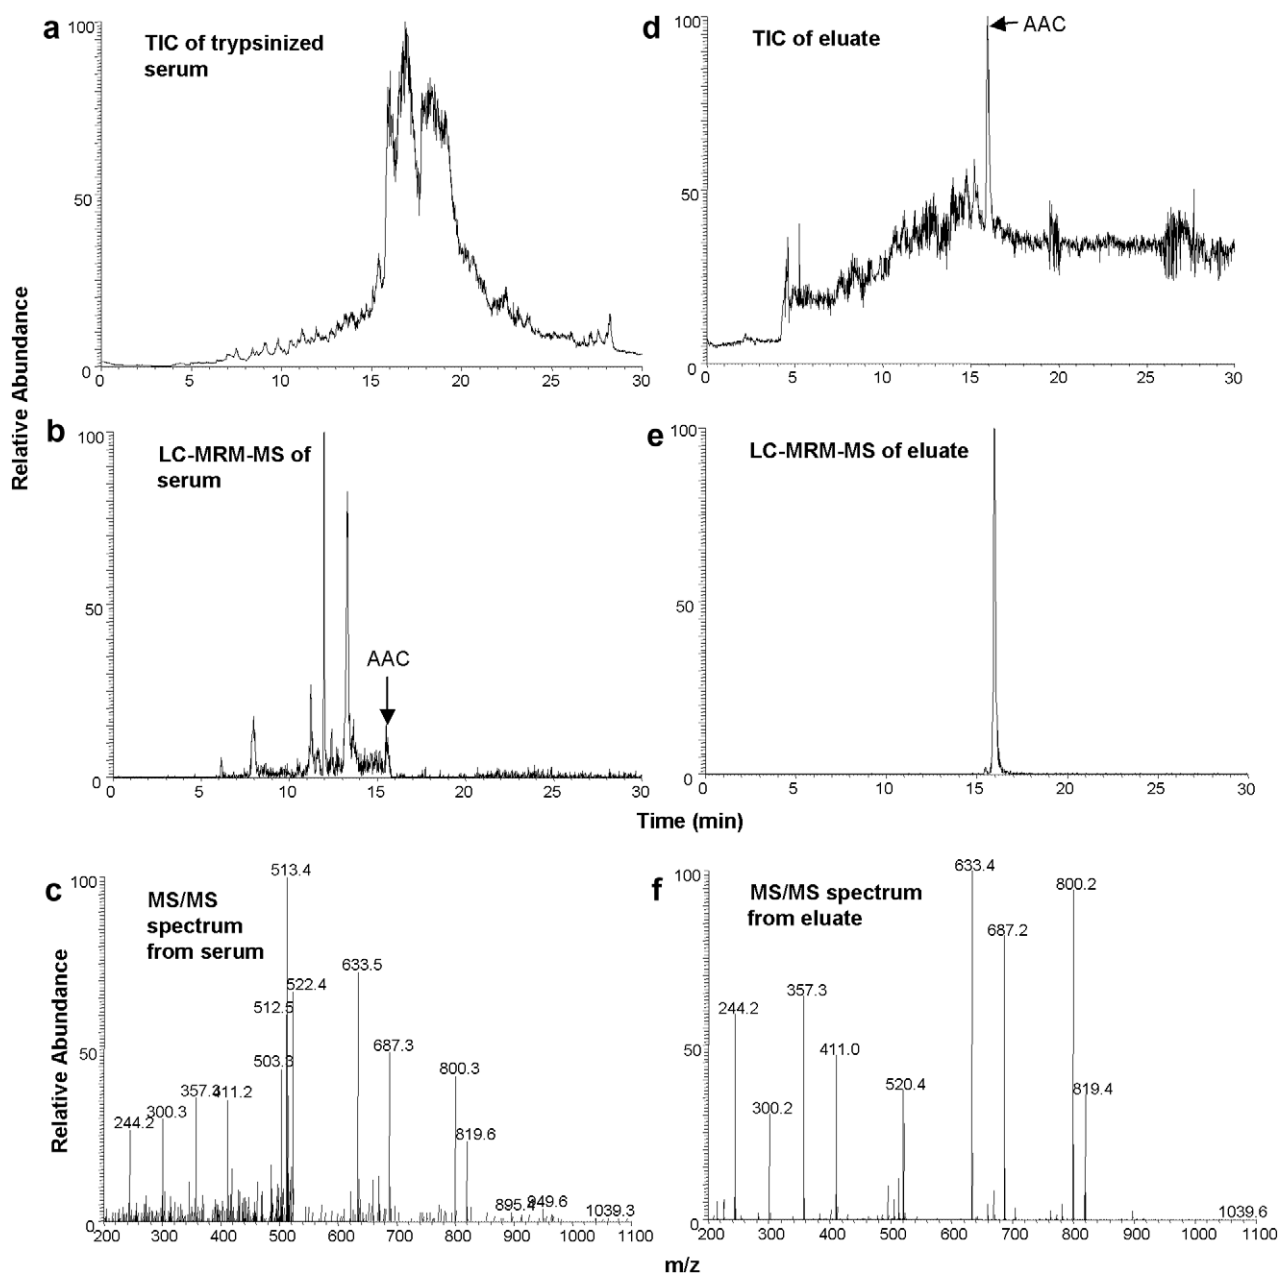 a
TIC of trypsinized
serum
100
50
0
0 5 10 15 20 25 30
d
TIC of eluate
AAC
100
50
0
0 5 10 15 20 25 30
Relative Abundance
b
LC-MRM-MS of
serum
AAC
100
50
0
0 5 10 15 20 25 30
e
LC-MRM-MS of eluate
100
50
0
0 5 10 15 20 25 30
Time (min)
c
MS/MS
spectrum
from serum
Relative Abundance
100
50
0
513.4
522.4
512.5
503.3
633.5
687.3
800.3
357.3
411.2
300.3
244.2
819.6
895.4
949.6
1039.3
200 300 400 500 600 700 800 900 1000 1100
f
MS/MS spectrum
from eluate
100
50
0
633.4
800.2
687.2
357.3
244.2
411.0
520.4
819.4
300.2
1039.6
200 300 400 500 600 700 800 900 1000 1100
m/z